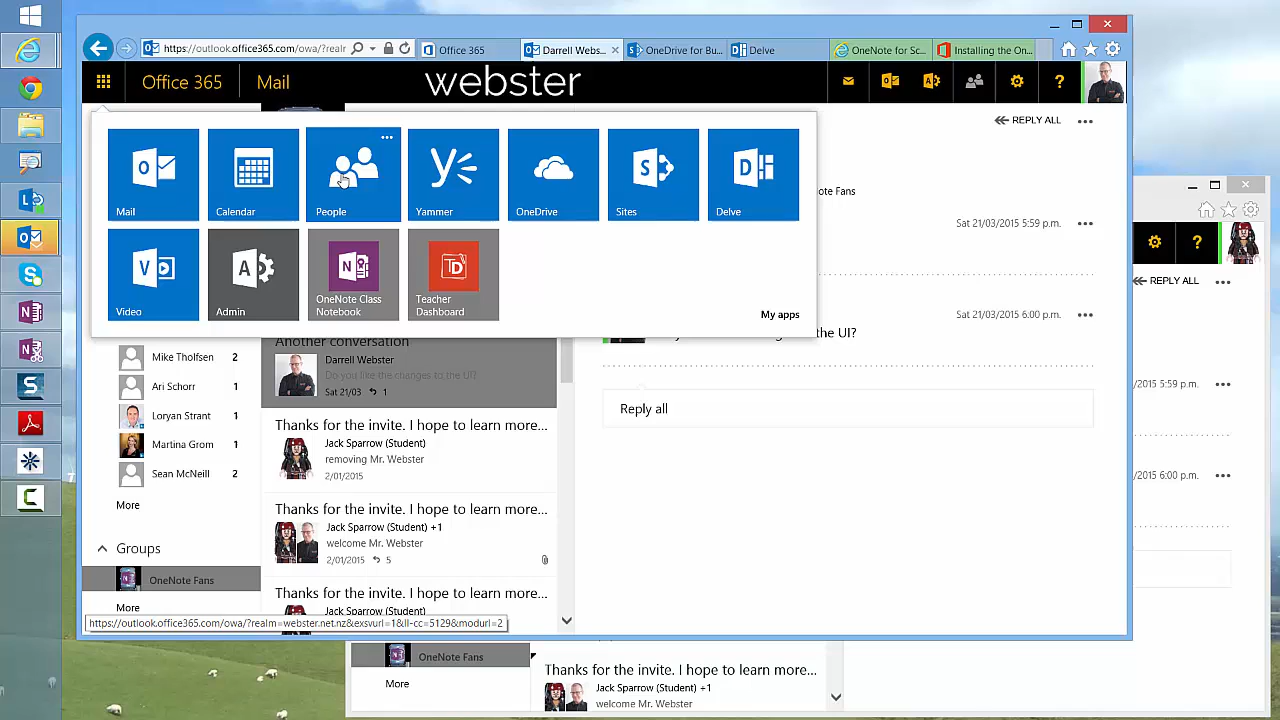 https://outlook.office365.com/owa/?realr
Office 365
Darrell Webs...
OneDrive for Bu...
Delve
OneNote for Sc...
Installing the On...
Office 365
Mail
webster
?
REPLY ALL
Mail
Calendar
People
Yammer
OneDrive
Sites
Delve
Video
Admin
OneNote Class
Notebook
Teacher
Dashboard
My apps
ote Fans
Sat 21/03/2015 5:59 p.m.
Sat 21/03/2015 6:00 p.m.
the UI?
Reply all
Mike Tholfsen 2
Ari Schorr 1
Loryan Strant 1
Martina Grom 1
Sean McNeill 2
More
Groups
OneNote Fans
More
Another conversation
Darrell Webster
Do you like the changes to the UI?
Sat 21/03 1
Thanks for the invite. I hope to learn more...
Jack Sparrow (Student)
removing Mr. Webster
2/01/2015
Thanks for the invite. I hope to learn more...
Jack Sparrow (Student) +1
welcome Mr. Webster
2/01/2015 5
Thanks for the invite. I hope to learn more...
Jack Sparrow (Student)
https://outlook.office365.com/owa/?realm=webster.net.nz&exsvurl=1&ll-cc=5129&modurl=2
?
REPLY ALL
/2015 5:59 p.m.
/2015 6:00 p.m.
OneNote Fans
More
Thanks for the invite. I hope to learn more...
Jack Sparrow (Student) +1
welcome Mr. Webster